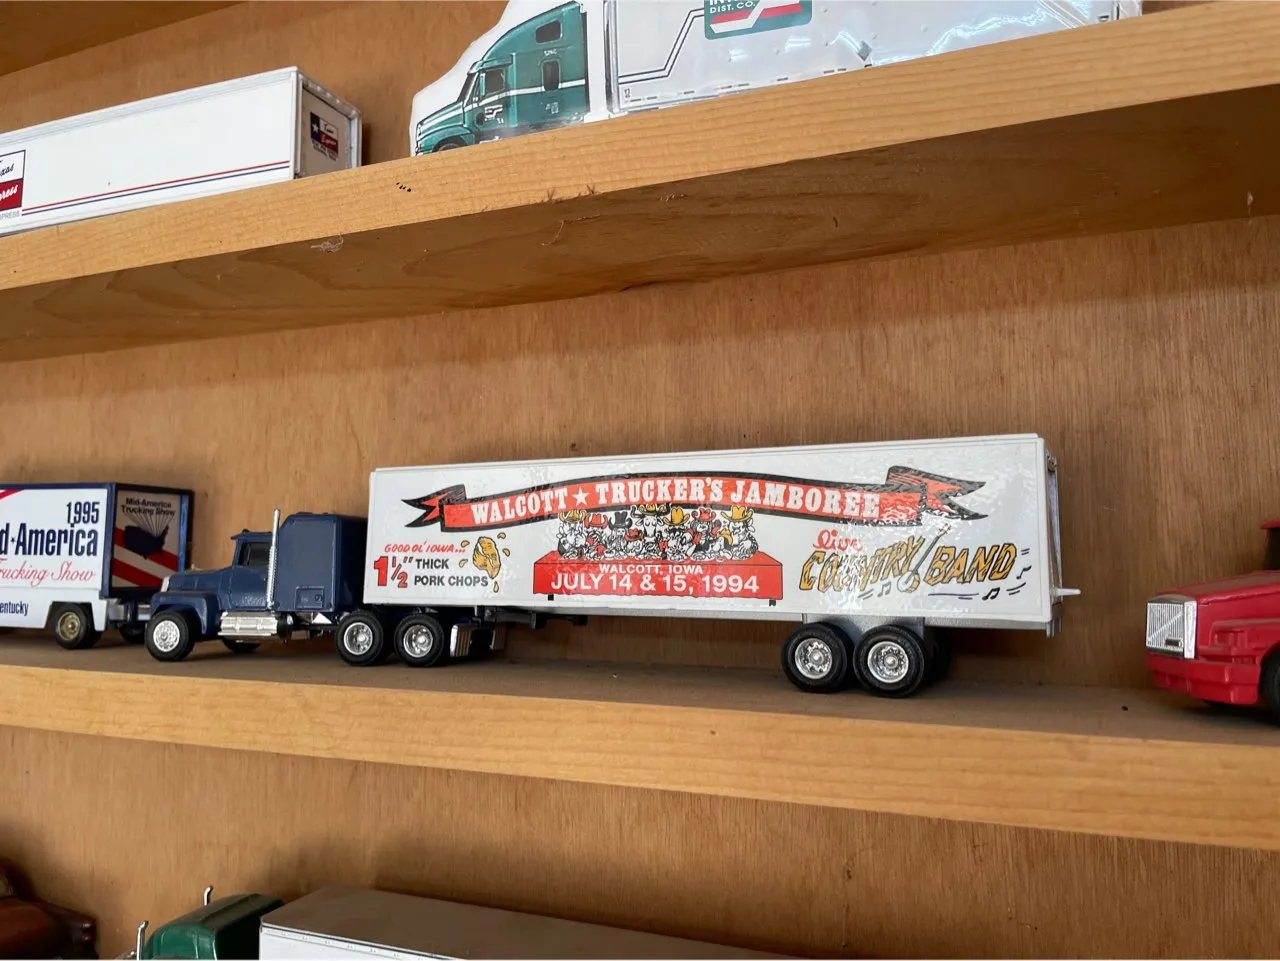 DIST. CO.
WALCOTT ★ TRUCKER'S JAMBOREE
GOOD OL' IOWA...
1½" THICK
PORK CHOPS
WALCOTT, IOWA
JULY 14 & 15, 1994
live
COUNTRY BAND
1995
d-America
rucking Show
entucky
Mid-America
Trucking Show